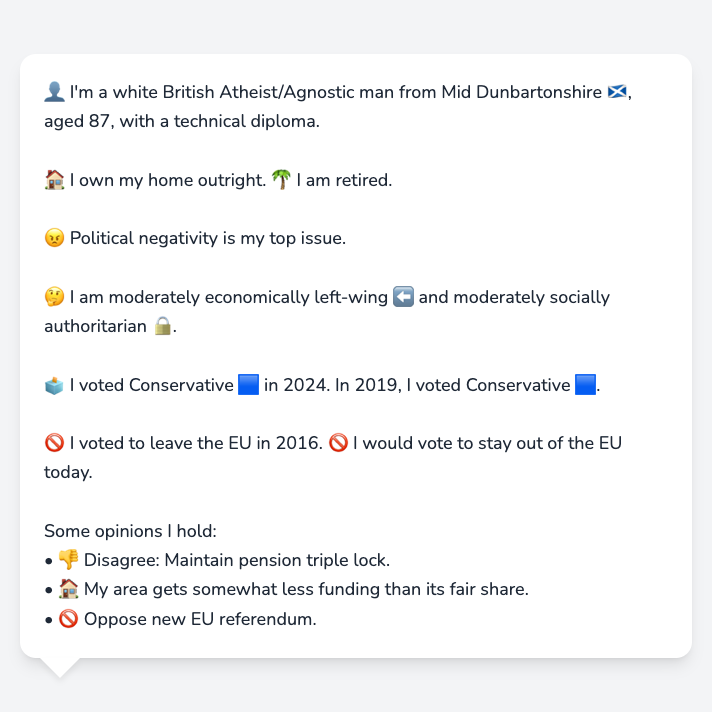 👤 I'm a white British Atheist/Agnostic man from Mid Dunbartonshire 🏴󠁧󠁢󠁳󠁣󠁴󠁿,
aged 87, with a technical diploma.
🏠 I own my home outright. 🌴 I am retired.
😠 Political negativity is my top issue.
🤔 I am moderately economically left-wing ⬅️ and moderately socially
authoritarian 🔒.
🗳️ I voted Conservative 🟦 in 2024. In 2019, I voted Conservative 🟦.
🚫 I voted to leave the EU in 2016. 🚫 I would vote to stay out of the EU
today.
Some opinions I hold:
• 👎 Disagree: Maintain pension triple lock.
• 🏠 My area gets somewhat less funding than its fair share.
• 🚫 Oppose new EU referendum.